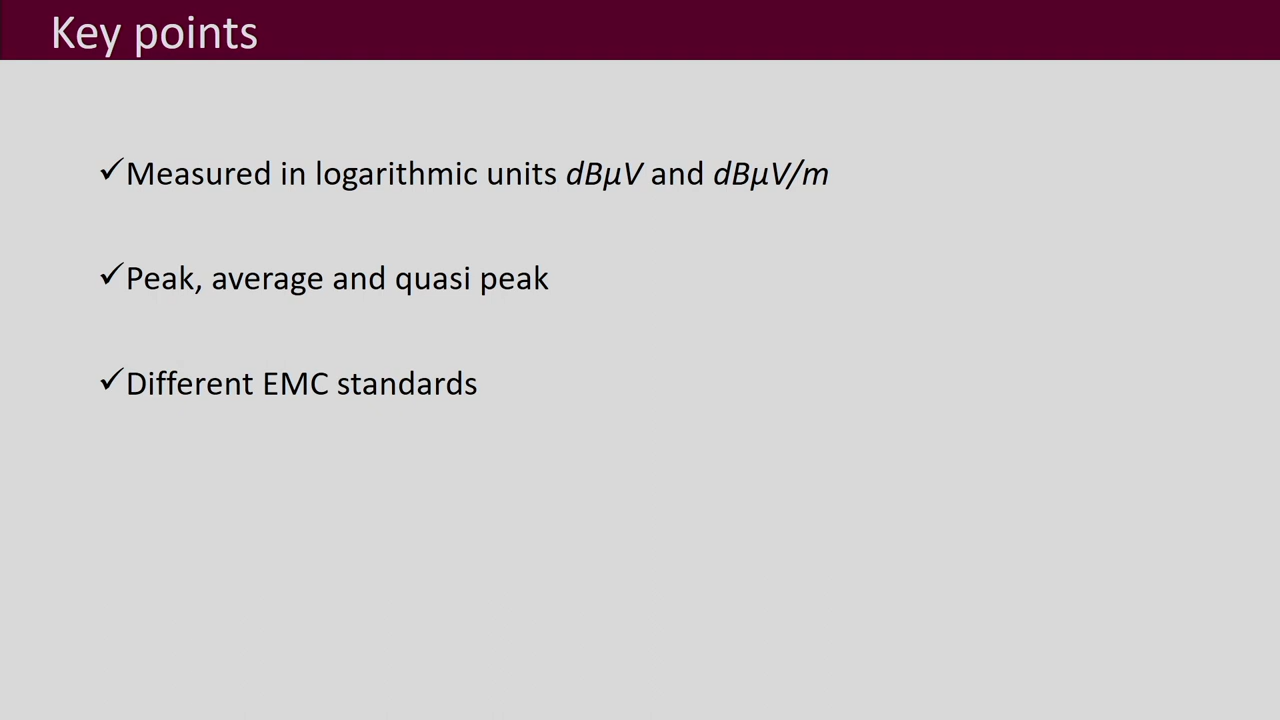 Key points
✓Measured in logarithmic units dBµV and dBµV/m
✓Peak, average and quasi peak
✓Different EMC standards